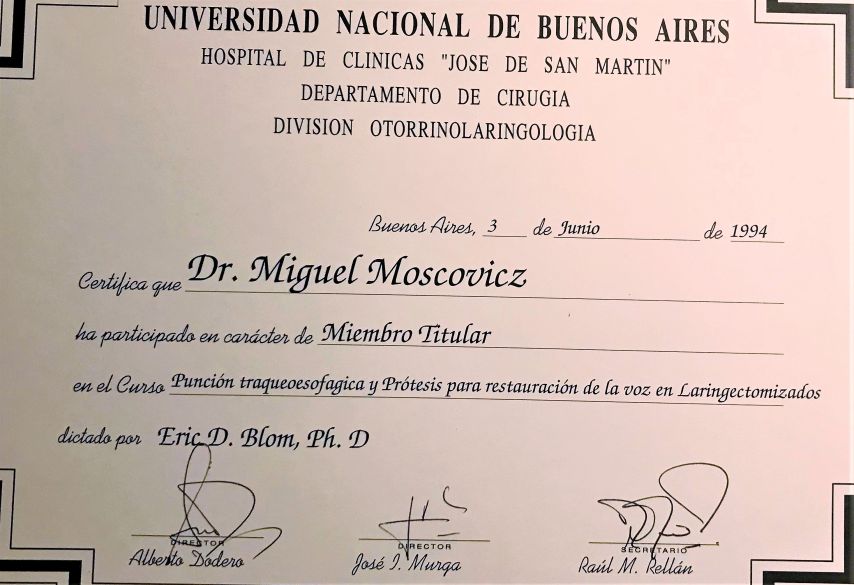 UNIVERSIDAD NACIONAL DE BUENOS AIRES
HOSPITAL DE CLINICAS "JOSE DE SAN MARTIN"
DEPARTAMENTO DE CIRUGIA
DIVISION OTORRINOLARINGOLOGIA
Buenos Aires, 3 de Junio de 1994
Certifica que Dr. Miguel Moscovicz
ha participado en carácter de Miembro Titular
en el Curso Punción traqueoesofagica y Prótesis para restauración de la voz en Laringectomizados
dictado por Eric D. Blom, Ph. D
DIRECTOR DIRECTOR SECRETARIO
Alberto Dodero José I. Murga Raúl M. Rellán